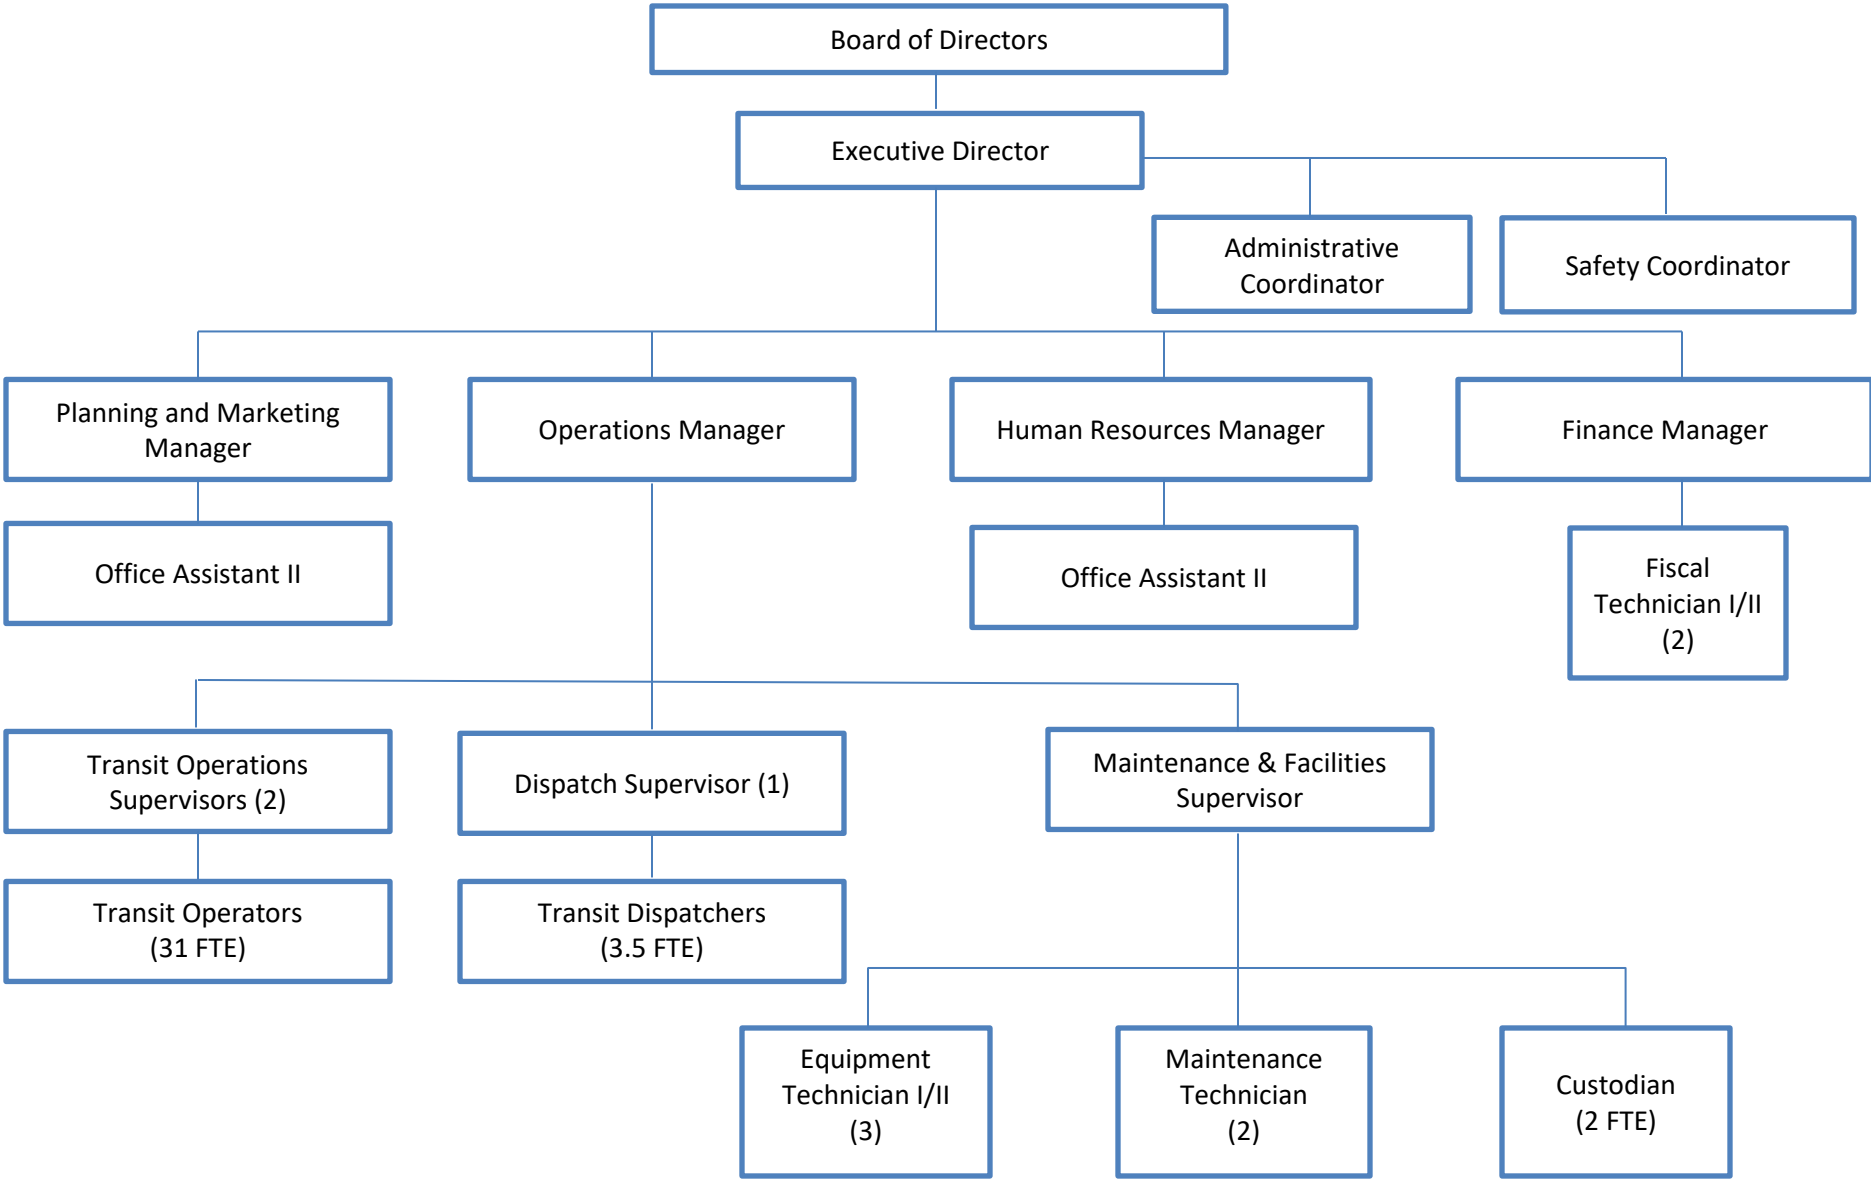 Board of Directors
Executive Director
Administrative
Coordinator
Safety Coordinator
Planning and Marketing
Manager
Operations Manager
Human Resources Manager
Finance Manager
Office Assistant II
Office Assistant II
Fiscal
Technician I/II
(2)
Transit Operations
Supervisors (2)
Dispatch Supervisor (1)
Maintenance & Facilities
Supervisor
Transit Operators
(31 FTE)
Transit Dispatchers
(3.5 FTE)
Equipment
Technician I/II
(3)
Maintenance
Technician
(2)
Custodian
(2 FTE)